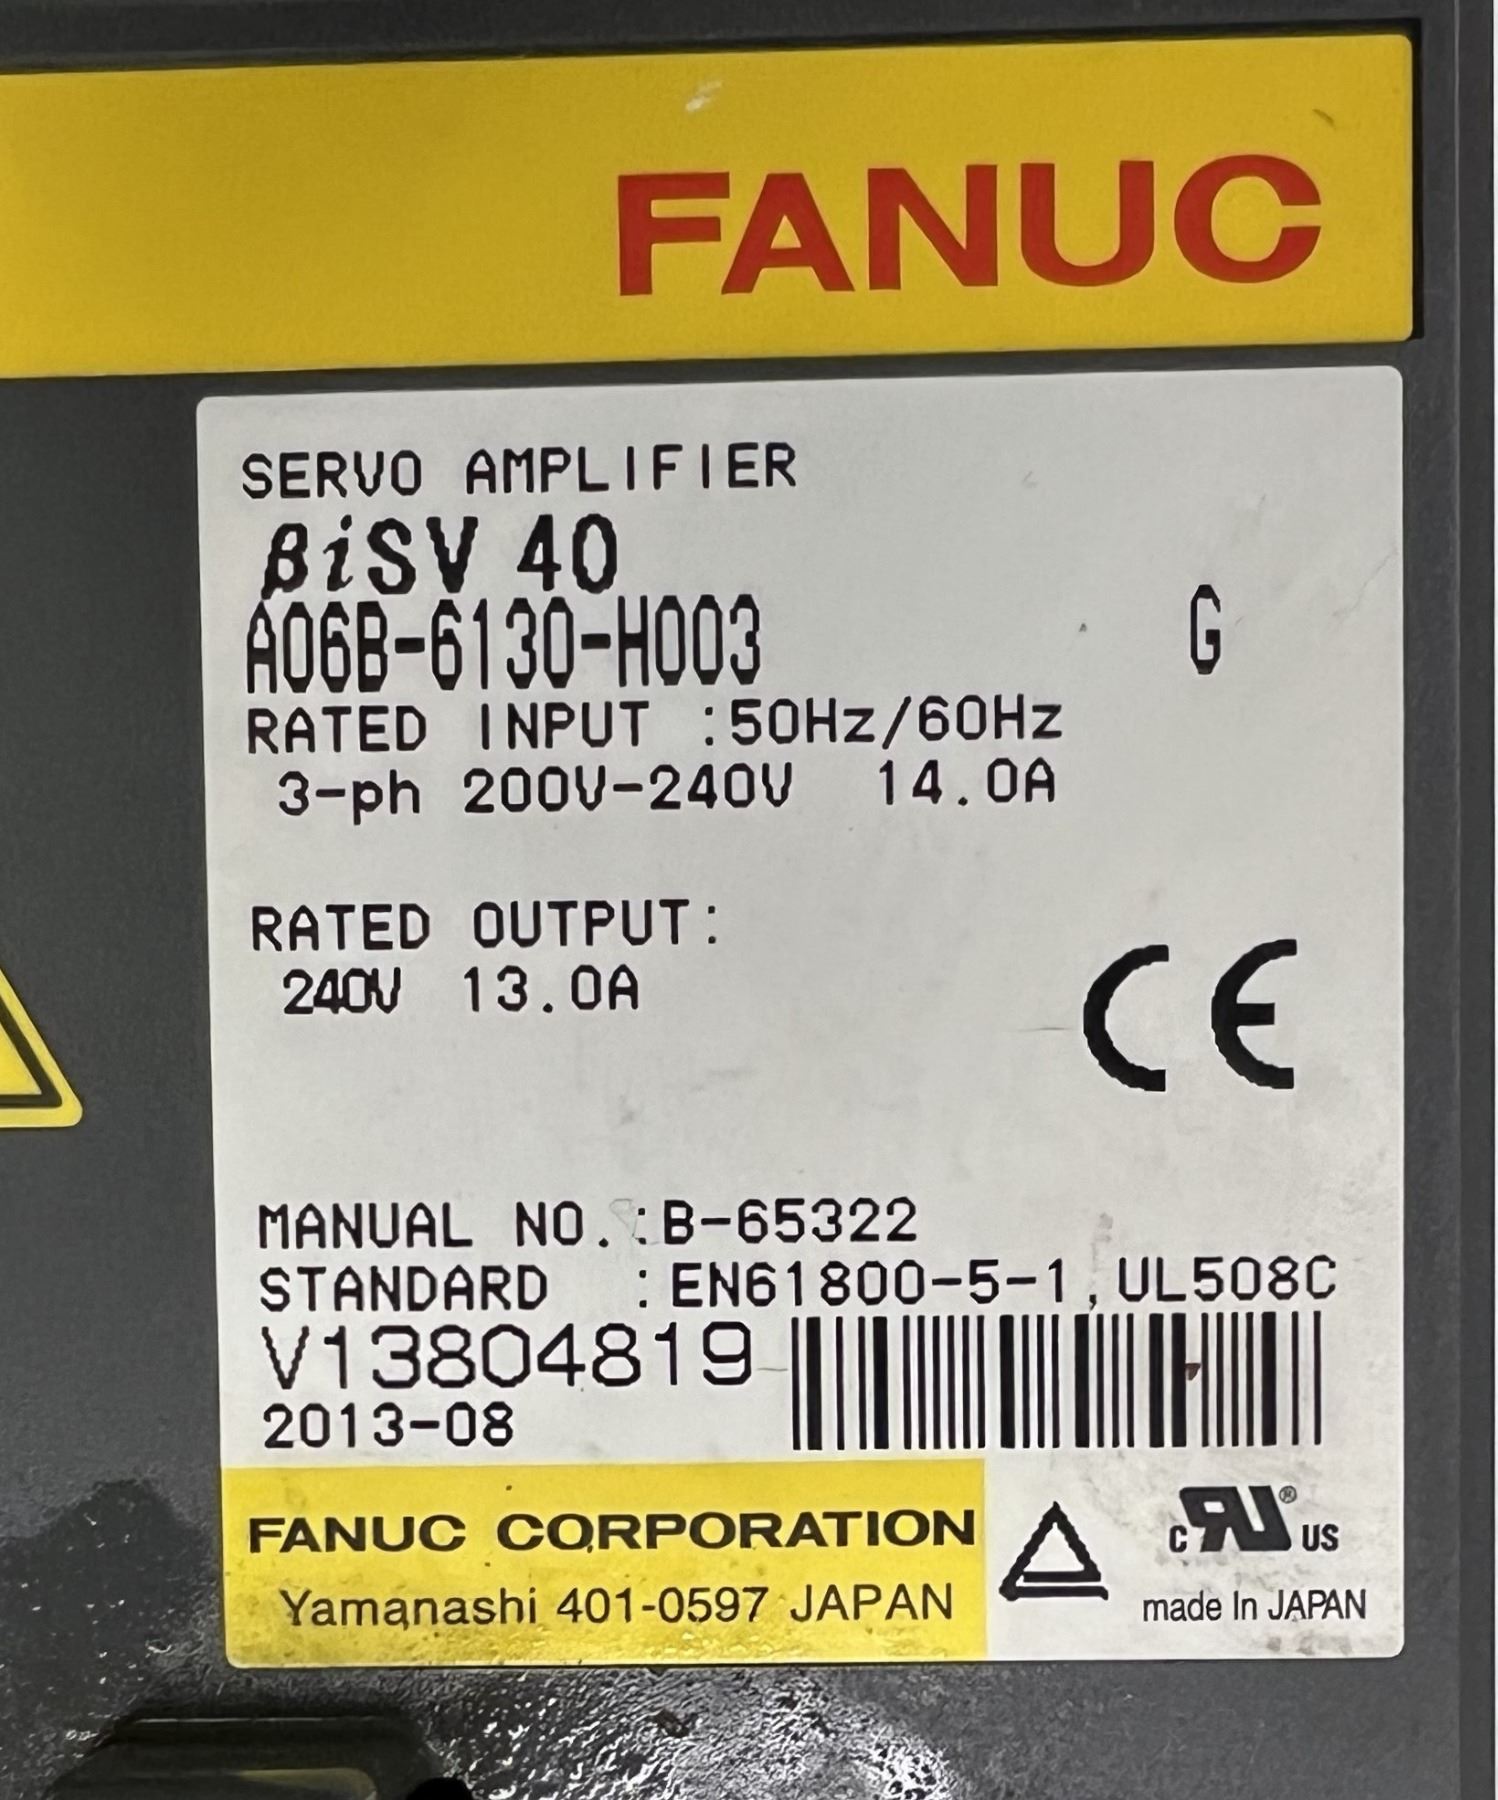 FANUC
SERVO AMPLIFIER
βiSV 40
A06B-6130-H003 G
RATED INPUT :50Hz/60Hz
3-ph 200V-240V 14.0A
RATED OUTPUT:
240V 13.0A
CE
MANUAL NO.:B-65322
STANDARD :EN61800-5-1,UL508C
V13804819
2013-08
FANUC CORPORATION
Yamanashi 401-0597 JAPAN
c RU ® US
made In JAPAN